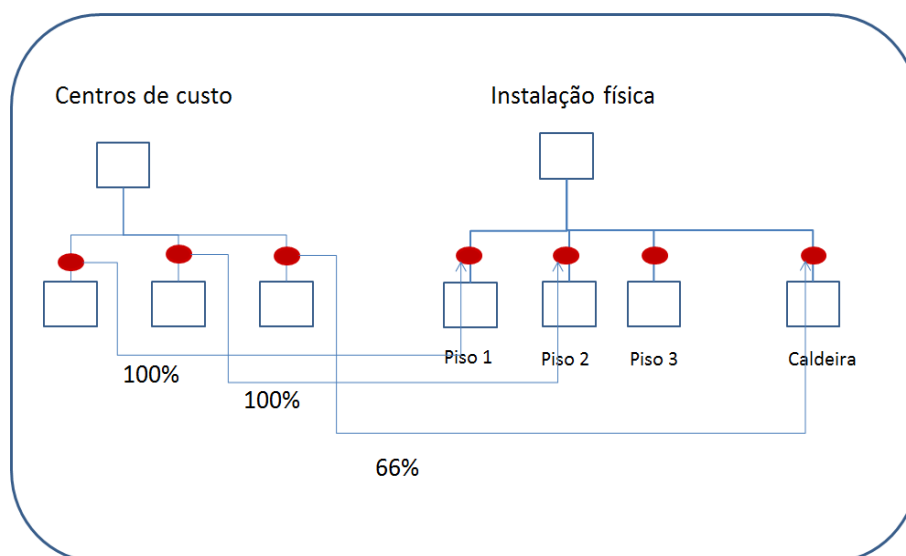 Centros de custo
Instalação física
Piso 1
Piso 2
Piso 3
Caldeira
100%
100%
66%